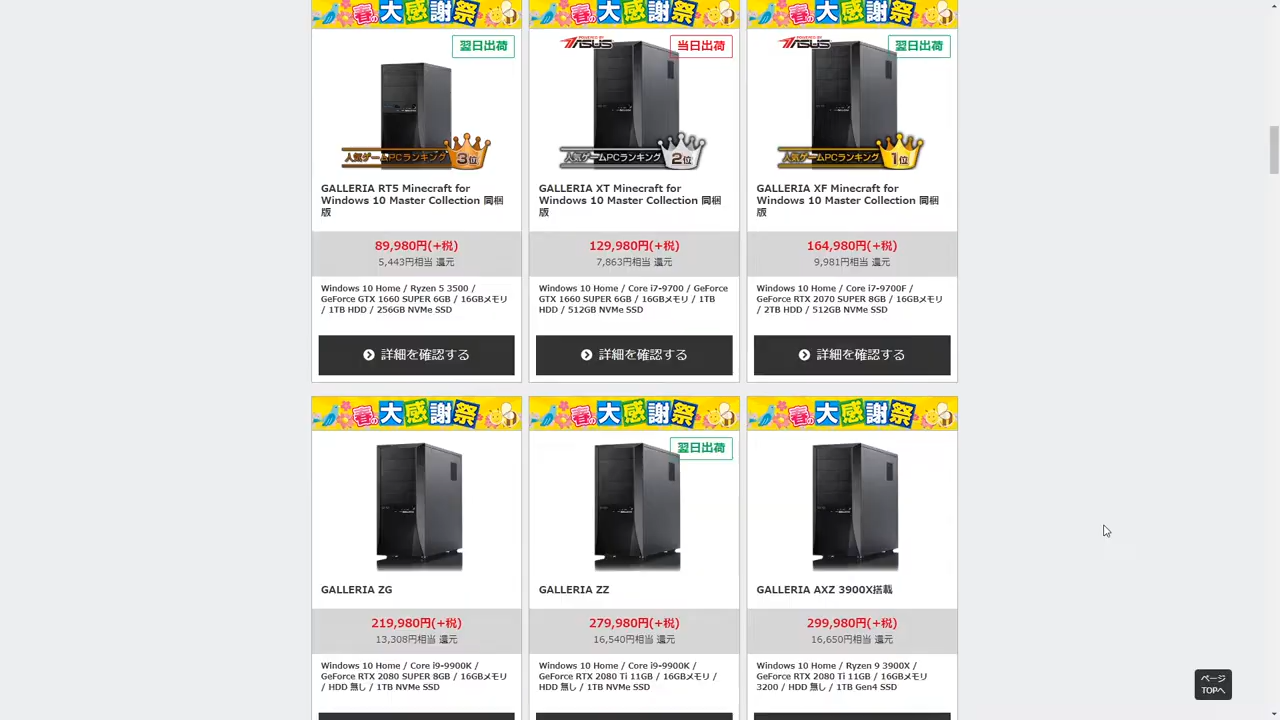 春の大感謝祭
春の大感謝祭
春の大感謝祭
翌日出荷
人気ゲームPCランキング 3位
GALLERIA RT5 Minecraft for
Windows 10 Master Collection 同梱
版
89,980円(+税)
5,443円相当 還元
Windows 10 Home / Ryzen 5 3500 /
GeForce GTX 1660 SUPER 6GB / 16GBメモリ
/ 1TB HDD / 256GB NVMe SSD
詳細を確認する
POWERED BY
ASUS
当日出荷
人気ゲームPCランキング 2位
GALLERIA XT Minecraft for
Windows 10 Master Collection 同梱
版
129,980円(+税)
7,863円相当 還元
Windows 10 Home / Core i7-9700 / GeForce
GTX 1660 SUPER 6GB / 16GBメモリ / 1TB
HDD / 512GB NVMe SSD
詳細を確認する
POWERED BY
ASUS
翌日出荷
人気ゲームPCランキング 1位
GALLERIA XF Minecraft for
Windows 10 Master Collection 同梱
版
164,980円(+税)
9,981円相当 還元
Windows 10 Home / Core i7-9700F /
GeForce RTX 2070 SUPER 8GB / 16GBメモリ
/ 2TB HDD / 512GB NVMe SSD
詳細を確認する
春の大感謝祭
春の大感謝祭
春の大感謝祭
GALLERIA ZG
219,980円(+税)
13,308円相当 還元
Windows 10 Home / Core i9-9900K /
GeForce RTX 2080 SUPER 8GB / 16GBメモリ
/ HDD 無し / 1TB NVMe SSD
翌日出荷
GALLERIA ZZ
279,980円(+税)
16,540円相当 還元
Windows 10 Home / Core i9-9900K /
GeForce RTX 2080 Ti 11GB / 16GBメモリ /
HDD 無し / 1TB NVMe SSD
GALLERIA AXZ 3900X搭載
299,980円(+税)
16,650円相当 還元
Windows 10 Home / Ryzen 9 3900X /
GeForce RTX 2080 Ti 11GB / 16GBメモリ
3200 / HDD 無し / 1TB Gen4 SSD
ページ
TOPへ